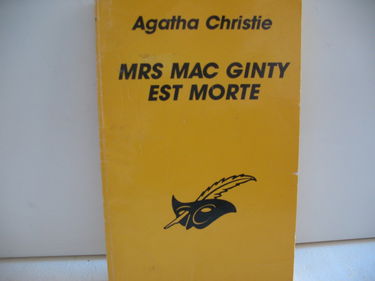 Agatha Christie
MRS MAC GINTY
EST MORTE